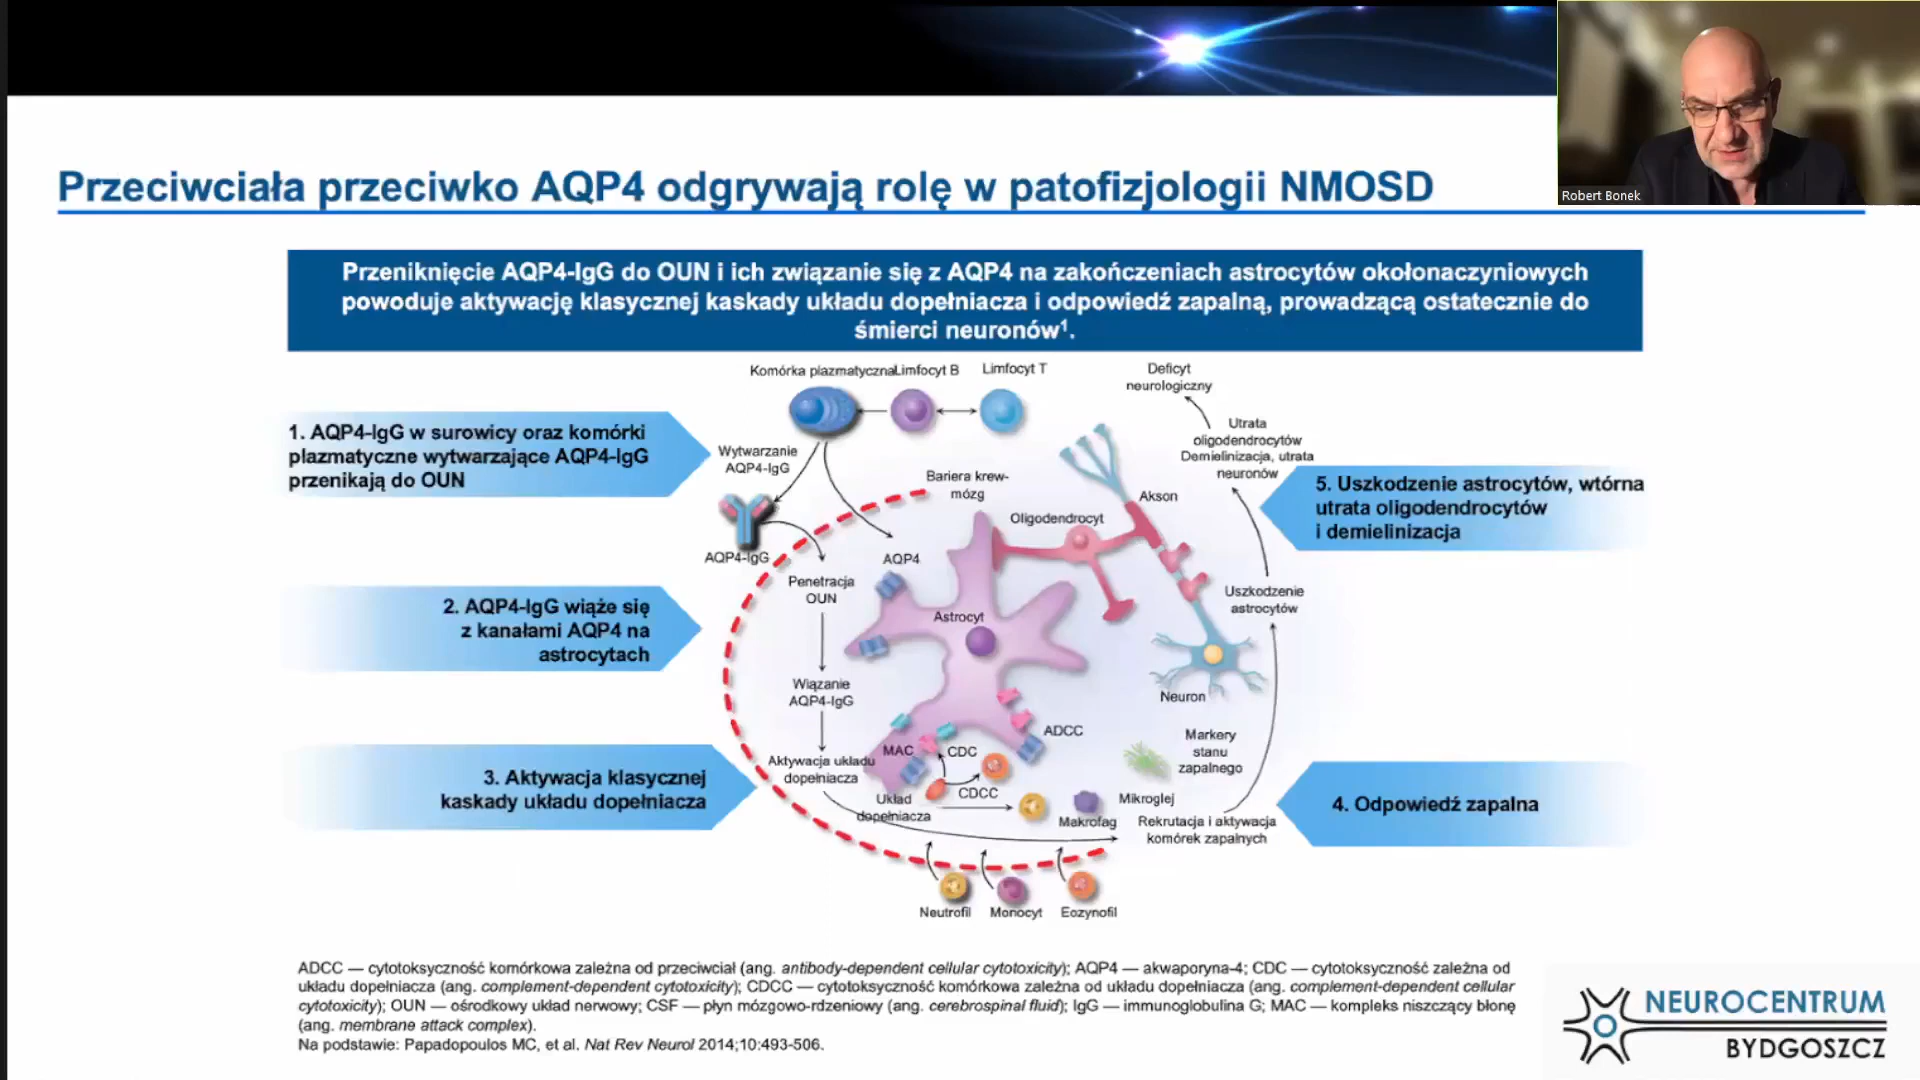 Robert Bonek
Przeciwciała przeciwko AQP4 odgrywają rolę w patofizjologii NMOSD
Przeniknięcie AQP4-IgG do OUN i ich związanie się z AQP4 na zakończeniach astrocytów okołonaczyniowych
powoduje aktywację klasycznej kaskady układu dopełniacza i odpowiedź zapalną, prowadzącą ostatecznie do
śmierci neuronów¹.
1. AQP4-IgG w surowicy oraz komórki
plazmatyczne wytwarzające AQP4-IgG
przenikają do OUN
2. AQP4-IgG wiąże się
z kanałami AQP4 na
astrocytach
3. Aktywacja klasycznej
kaskady układu dopełniacza
Komórka plazmatyczna
Limfocyt B
Limfocyt T
Wytwarzanie
AQP4-IgG
AQP4-IgG
Bariera krew-
mózg
Penetracja
OUN
AQP4
Astrocyt
Oligodendrocyt
Akson
Neuron
Wiązanie
AQP4-IgG
Aktywacja układu
dopełniacza
MAC
CDC
CDCC
ADCC
Układ
dopełniacza
Makrofag
Mikroglej
Markery
stanu
zapalnego
Rekrutacja i aktywacja
komórek zapalnych
Neutrofil
Monocyt
Eozynofil
Deficyt
neurologiczny
Utrata
oligodendrocytów
Demielinizacja, utrata
neuronów
Uszkodzenie
astrocytów
5. Uszkodzenie astrocytów, wtórna
utrata oligodendrocytów
i demielinizacja
4. Odpowiedź zapalna
ADCC — cytotoksyczność komórkowa zależna od przeciwciał (ang. antibody-dependent cellular cytotoxicity); AQP4 — akwaporyna-4; CDC — cytotoksyczność zależna od
układu dopełniacza (ang. complement-dependent cytotoxicity); CDCC — cytotoksyczność komórkowa zależna od układu dopełniacza (ang. complement-dependent cellular
cytotoxicity); OUN — ośrodkowy układ nerwowy; CSF — płyn mózgowo-rdzeniowy (ang. cerebrospinal fluid); IgG — immunoglobulina G; MAC — kompleks niszczący błonę
(ang. membrane attack complex).
Na podstawie: Papadopoulos MC, et al. Nat Rev Neurol 2014;10:493-506.
NEUROCENTRUM
BYDGOSZCZ